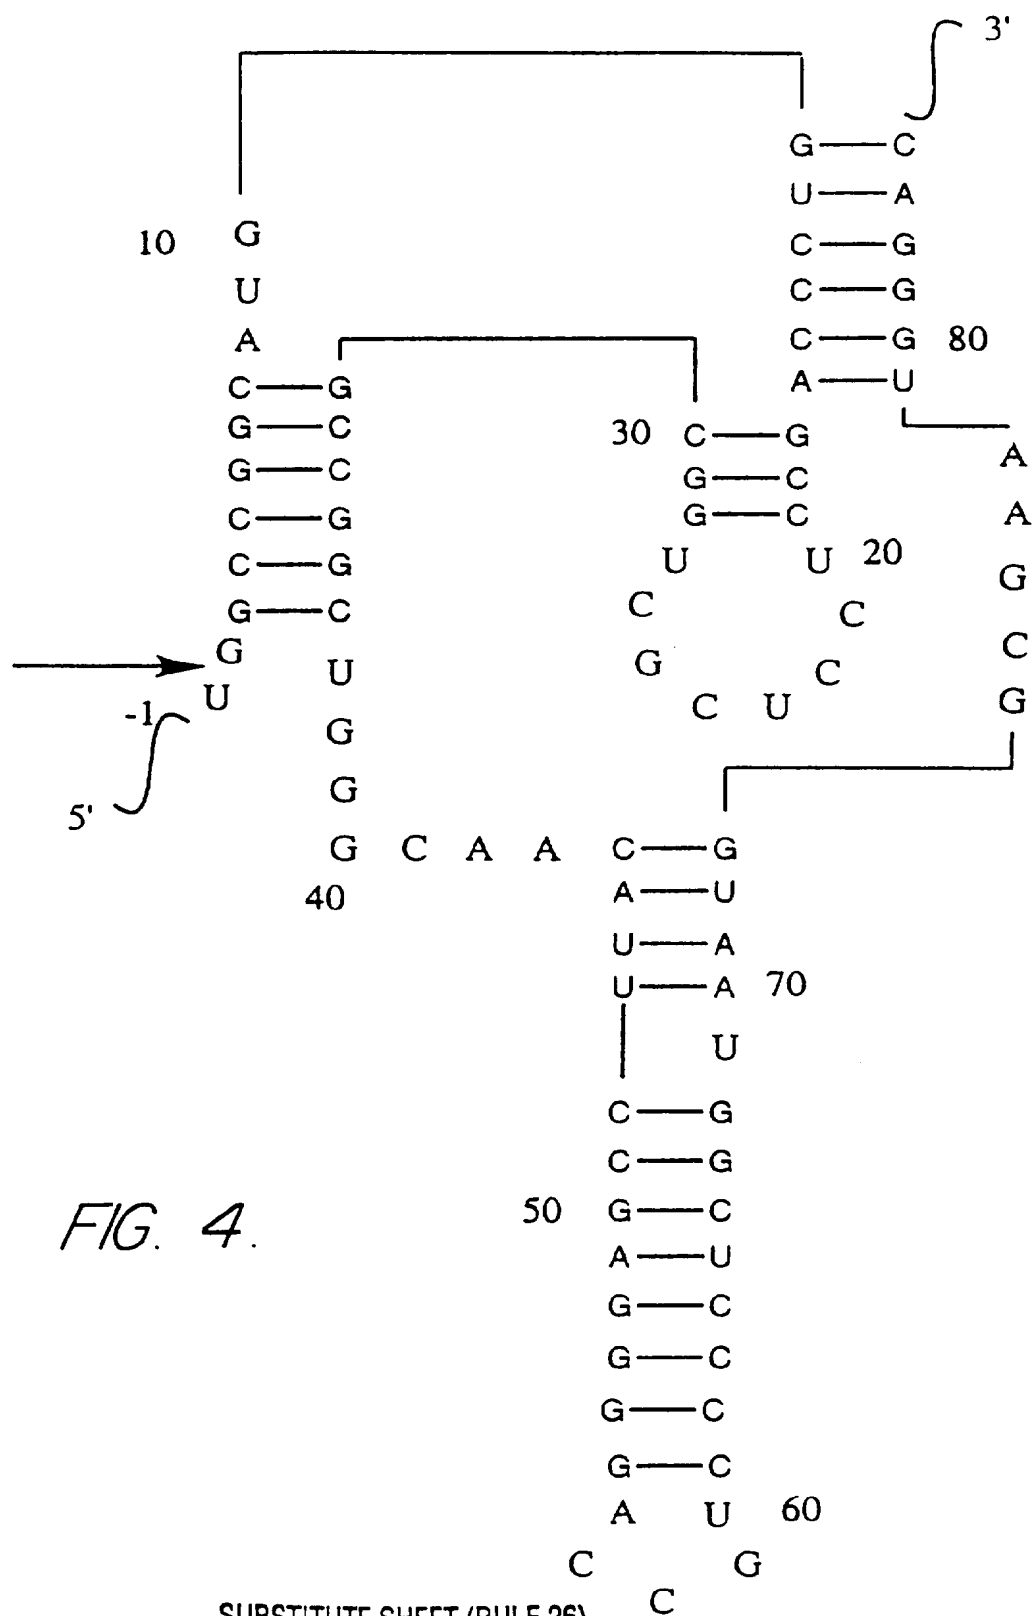 3'
G C
U A
10 G C G
U C G
A C G 80
C G A U
G C 30 C G A
G C G C A
C G G C G
C G U U 20 C
G C C C G
G U G C
U C U
-1
5' G
G
G C A A C G
40 A U
U A
U A 70
U
C G
C G
50 G C
A U
G C
G C
G C
G C
A U 60
C G
C
FIG. 4.
SUBSTITUTE SHEET (RULE 26)